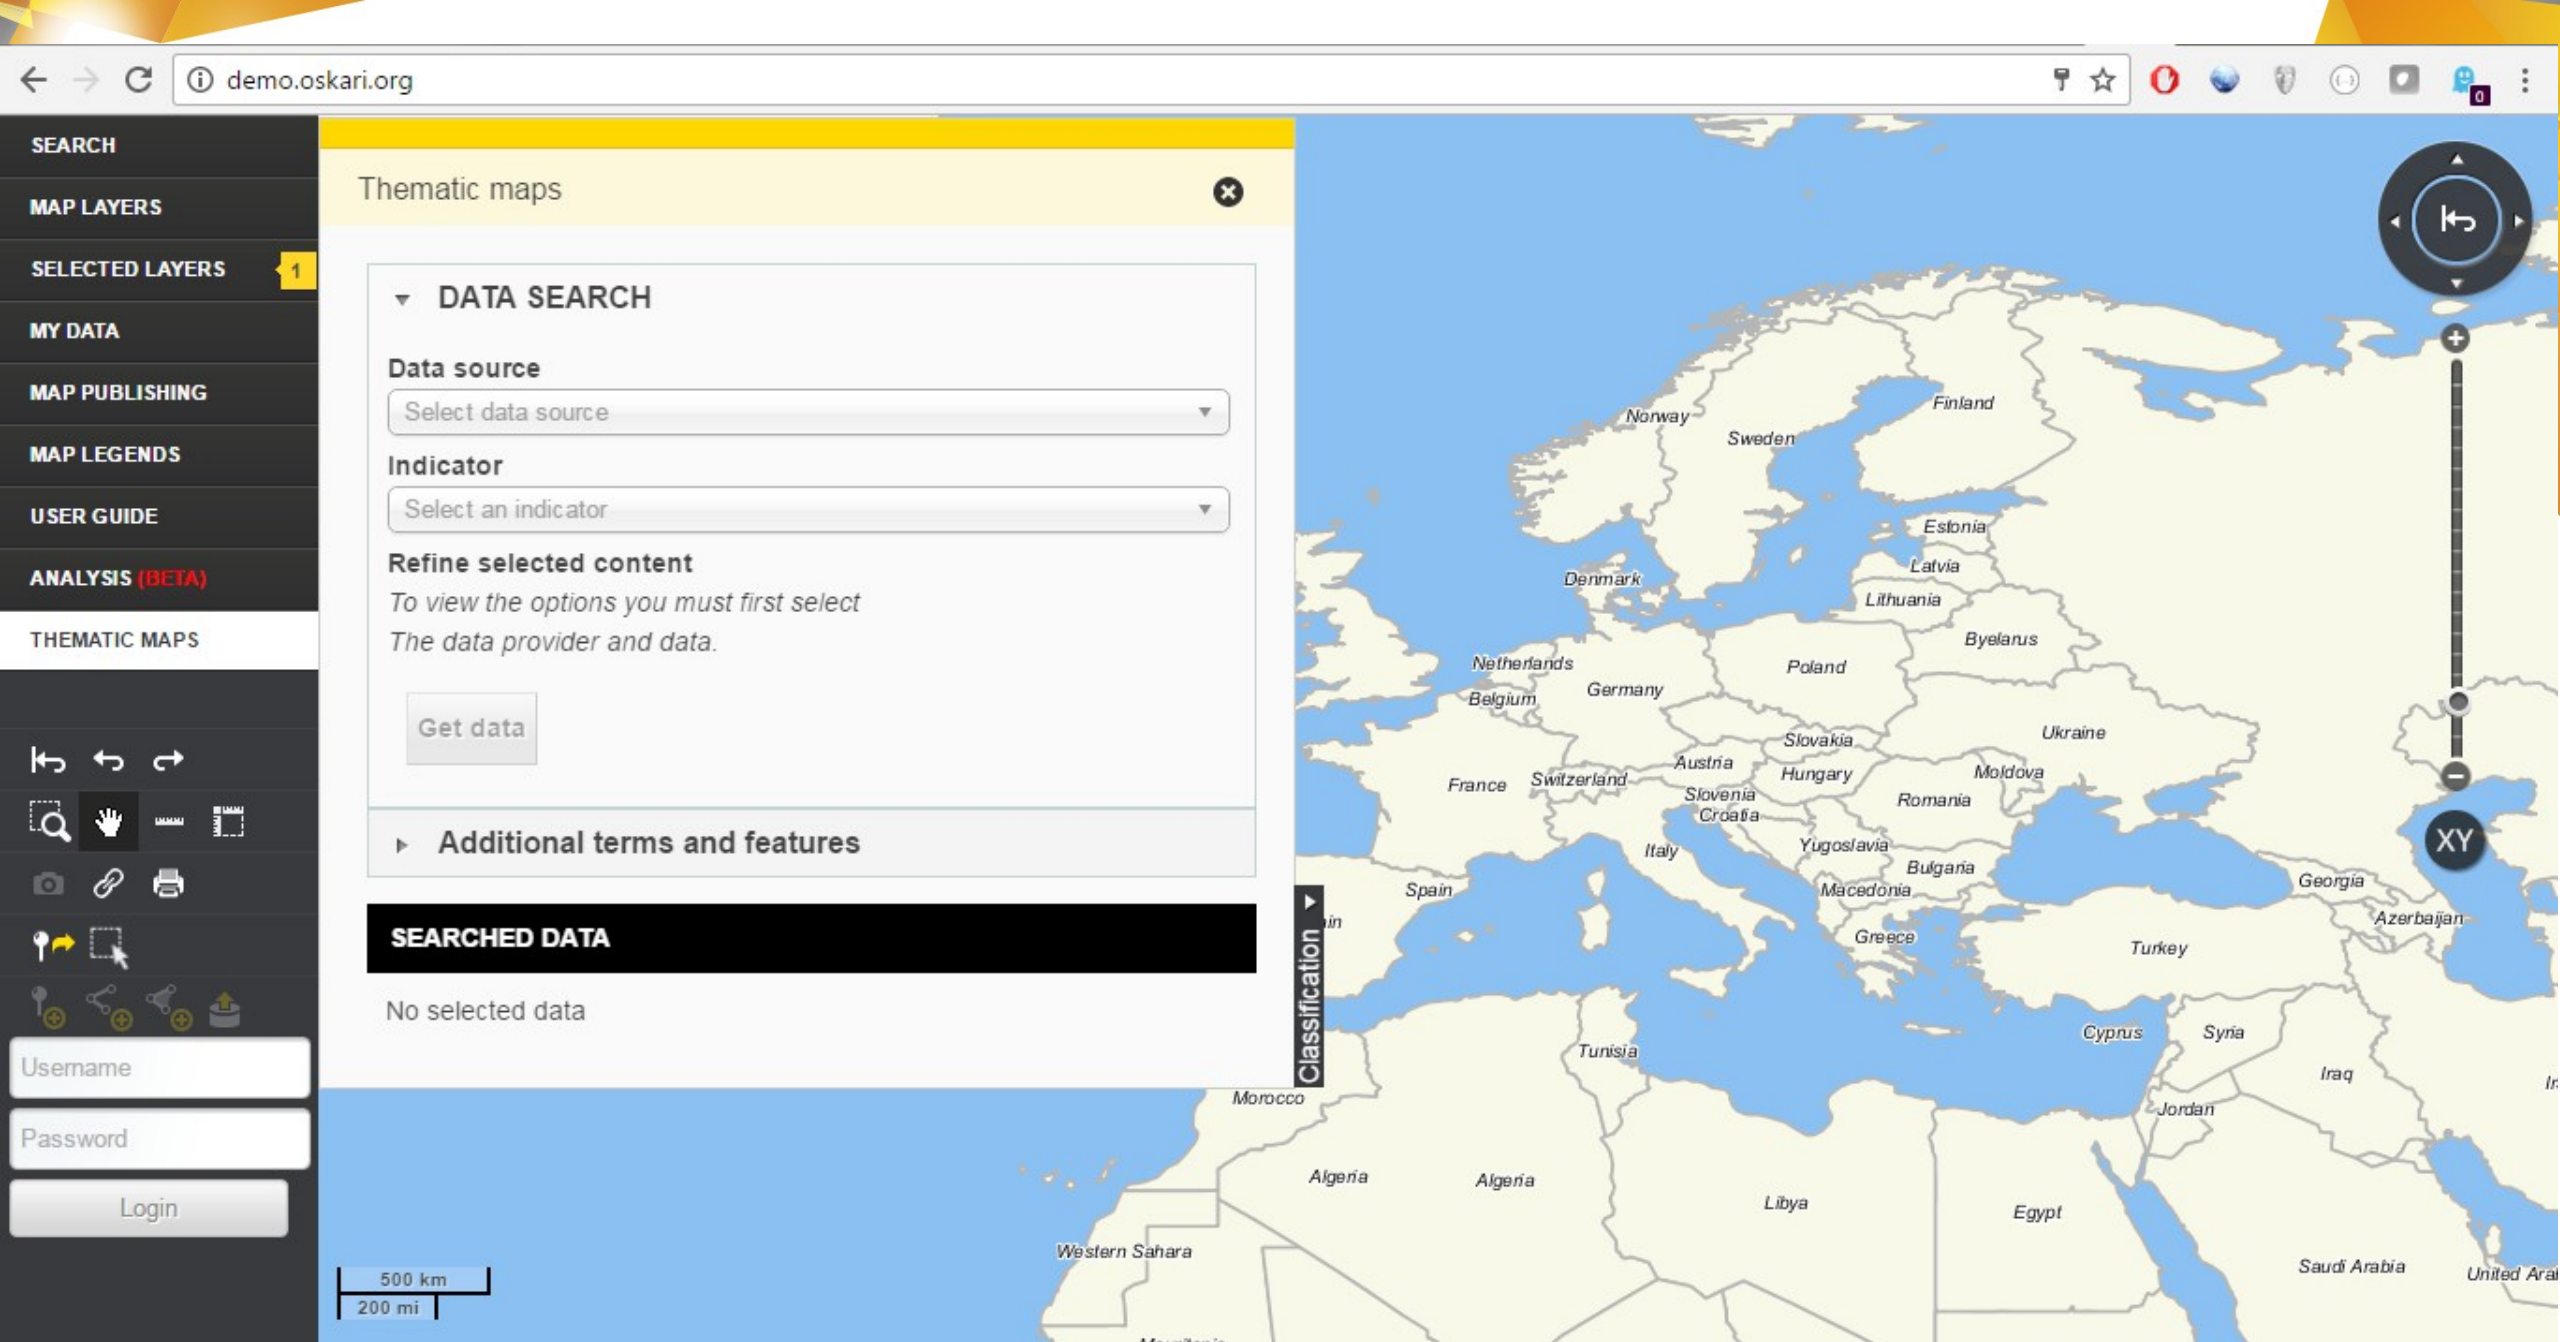 demo.oskari.org
0
SEARCH
MAP LAYERS
SELECTED LAYERS 1
MY DATA
MAP PUBLISHING
MAP LEGENDS
USER GUIDE
ANALYSIS (BETA)
THEMATIC MAPS
Username
Password
Login
Thematic maps
DATA SEARCH
Data source
Select data source
Indicator
Select an indicator
Refine selected content
To view the options you must first select
The data provider and data.
Get data
Additional terms and features
SEARCHED DATA
No selected data
Classification
500 km
200 mi
XY
Finland
Norway
Sweden
Estonia
Latvia
Denmark
Lithuania
Byelarus
Netherlands
Poland
Germany
Belgium
Ukraine
Slovakia
Austria
Hungary
Moldova
France
Switzerland
Slovenia
Romania
Croatia
Yugoslavia
Italy
Bulgaria
Georgia
Spain
Macedonia
Azerbaijan
Greece
Turkey
Cyprus
Syria
Tunisia
Iraq
Morocco
Jordan
Algeria
Algeria
Libya
Egypt
Western Sahara
Saudi Arabia
United Ara